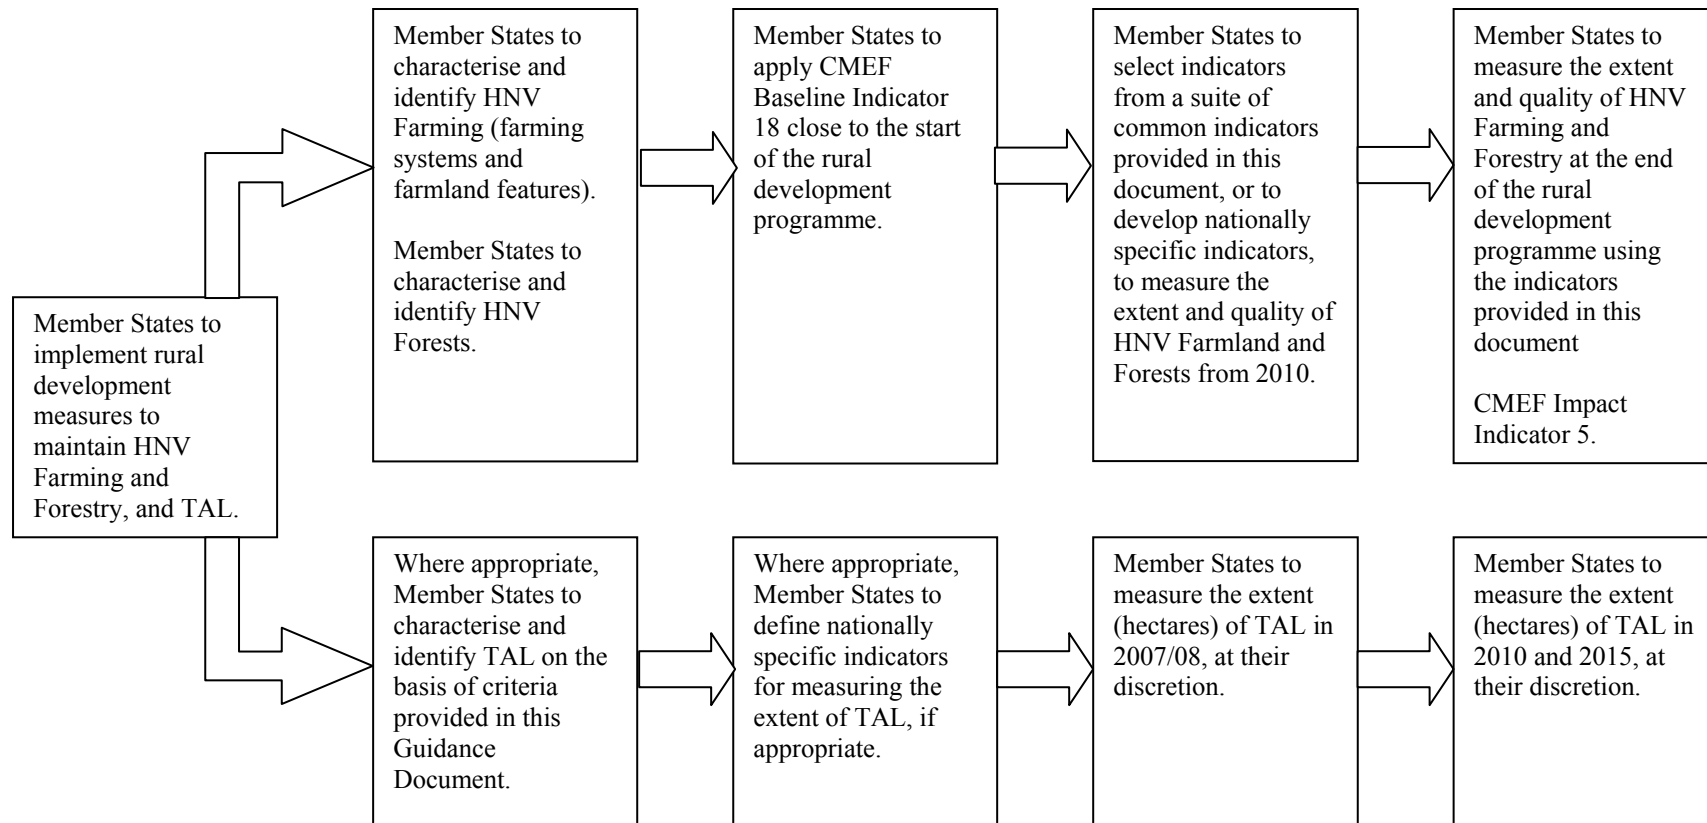 Member States to
implement rural
development
measures to
maintain HNV
Farming and
Forestry, and TAL.
Member States to
characterise and
identify HNV
Farming (farming
systems and
farmland features).
Member States to
characterise and
identify HNV
Forests.
Member States to
apply CMEF
Baseline Indicator
18 close to the start
of the rural
development
programme.
Member States to
select indicators
from a suite of
common indicators
provided in this
document, or to
develop nationally
specific indicators,
to measure the
extent and quality of
HNV Farmland and
Forests from 2010.
Member States to
measure the extent
and quality of HNV
Farming and
Forestry at the end
of the rural
development
programme using
the indicators
provided in this
document
CMEF Impact
Indicator 5.
Where appropriate,
Member States to
characterise and
identify TAL on the
basis of criteria
provided in this
Guidance
Document.
Where appropriate,
Member States to
define nationally
specific indicators
for measuring the
extent of TAL, if
appropriate.
Member States to
measure the extent
(hectares) of TAL in
2007/08, at their
discretion.
Member States to
measure the extent
(hectares) of TAL in
2010 and 2015, at
their discretion.